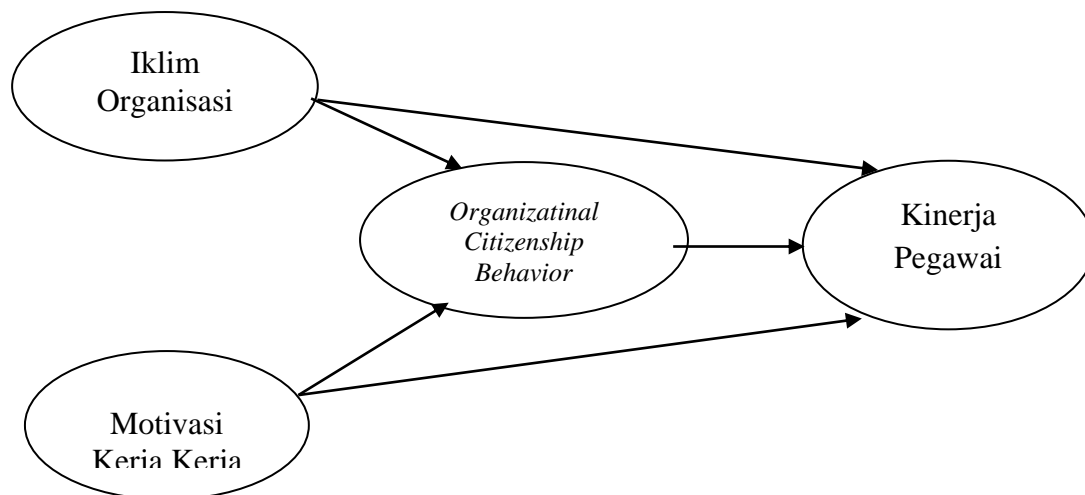 Iklim
Organisasi
Organizatinal
Citizenship
Behavior
Kinerja
Pegawai
Motivasi
Kerja Kerja